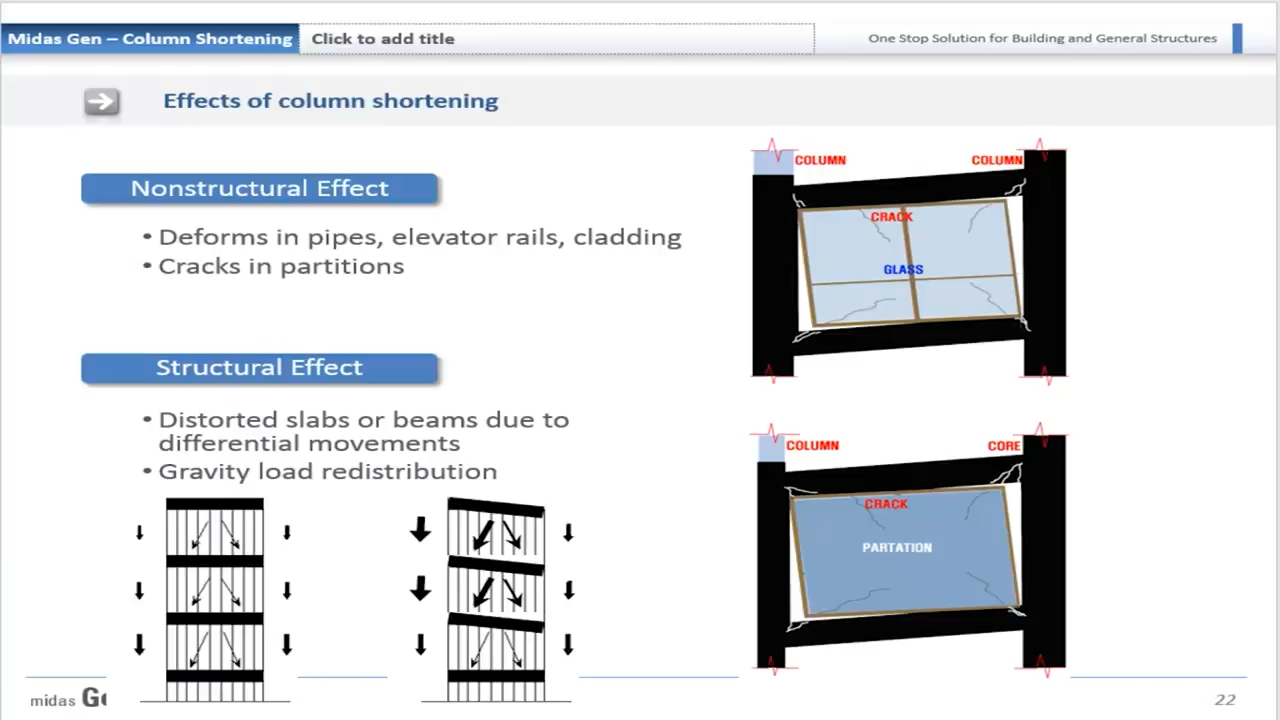 Midas Gen – Column Shortening
Click to add title
One Stop Solution for Building and General Structures
Effects of column shortening
Nonstructural Effect
• Deforms in pipes, elevator rails, cladding
• Cracks in partitions
Structural Effect
• Distorted slabs or beams due to
differential movements
• Gravity load redistribution
COLUMN
COLUMN
CRACK
GLASS
COLUMN
CORE
CRACK
PARTATION
midas
22